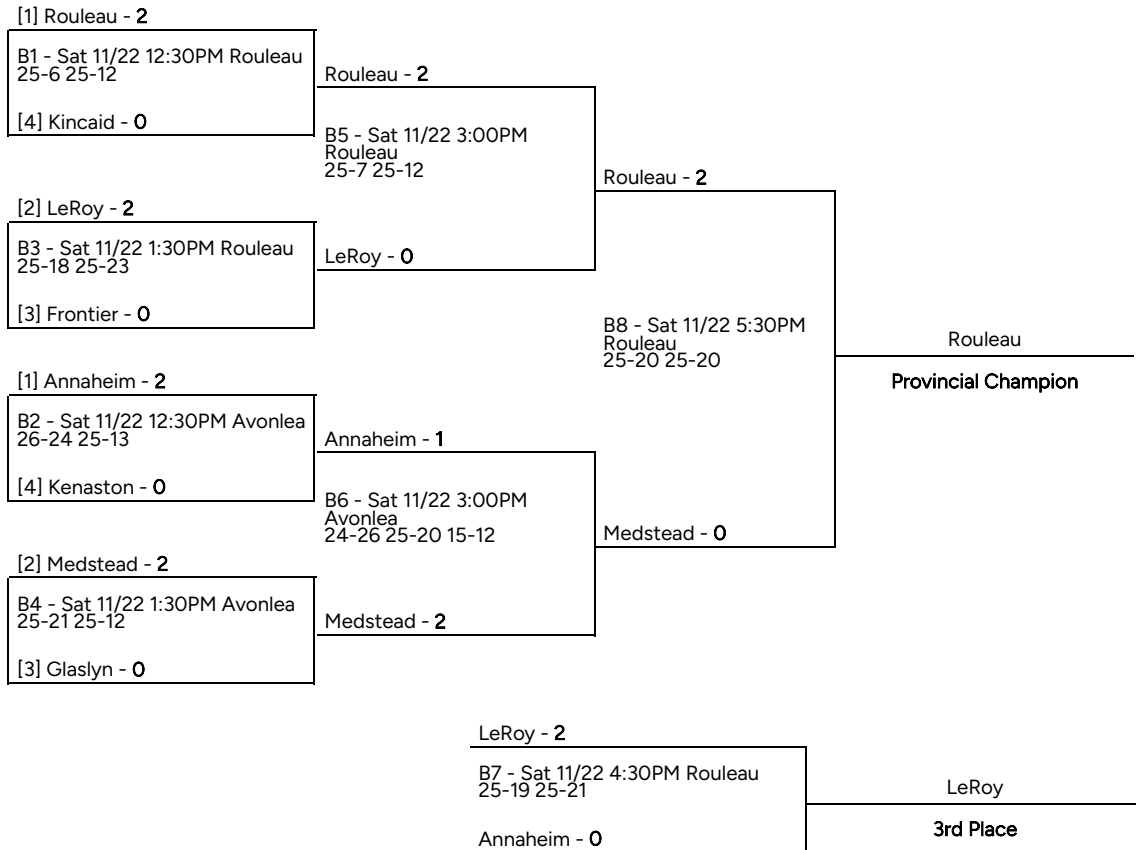 [1] Rouleau - 2
B1 - Sat 11/22 12:30PM Rouleau
25-6 25-12
[4] Kincaid - 0
[2] LeRoy - 2
B3 - Sat 11/22 1:30PM Rouleau
25-18 25-23
[3] Frontier - 0
[1] Annaheim - 2
B2 - Sat 11/22 12:30PM Avonlea
26-24 25-13
[4] Kenaston - 0
[2] Medstead - 2
B4 - Sat 11/22 1:30PM Avonlea
25-21 25-12
[3] Glaslyn - 0
Rouleau - 2
B5 - Sat 11/22 3:00PM
Rouleau
25-7 25-12
LeRoy - 0
Annaheim - 1
B6 - Sat 11/22 3:00PM
Avonlea
24-26 25-20 15-12
Medstead - 2
Rouleau - 2
B8 - Sat 11/22 5:30PM
Rouleau
25-20 25-20
Medstead - 0
Rouleau
Provincial Champion
LeRoy - 2
B7 - Sat 11/22 4:30PM Rouleau
25-19 25-21
Annaheim - 0
LeRoy
3rd Place